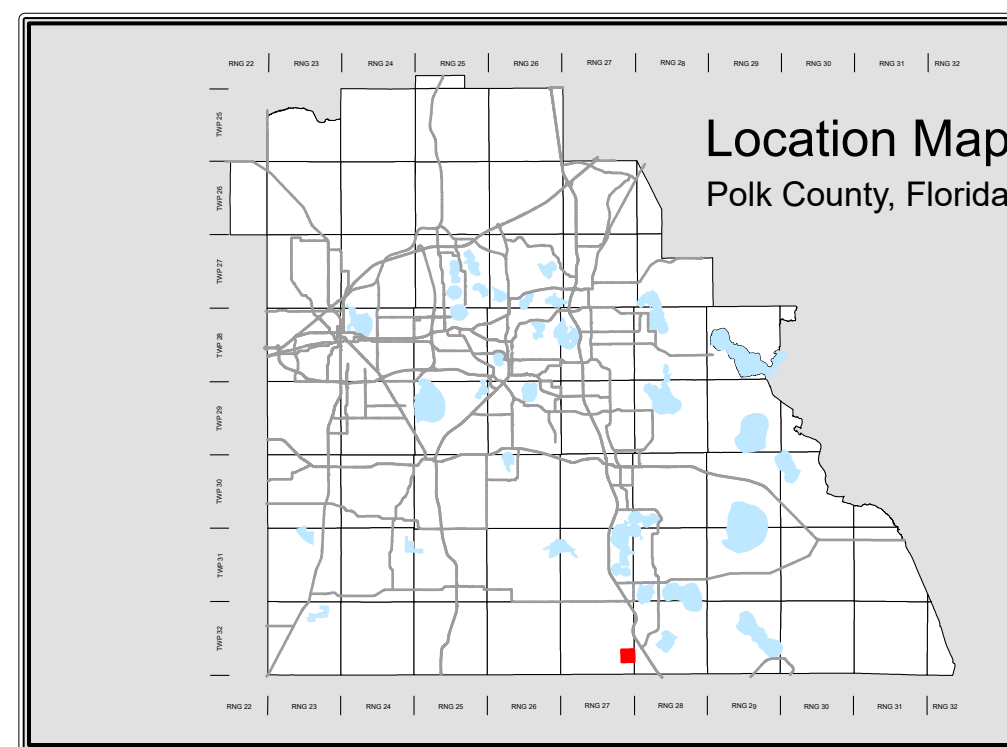 RNG 22 RNG 23 RNG 24 RNG 25 RNG 26 RNG 27 RNG 28 RNG 29 RNG 30 RNG 31 RNG 32
Location Map
Polk County, Florida
TWP 25
TWP 26
TWP 27
TWP 28
TWP 29
TWP 30
TWP 31
TWP 32
RNG 22 RNG 23 RNG 24 RNG 25 RNG 26 RNG 27 RNG 28 RNG 29 RNG 30 RNG 31 RNG 32